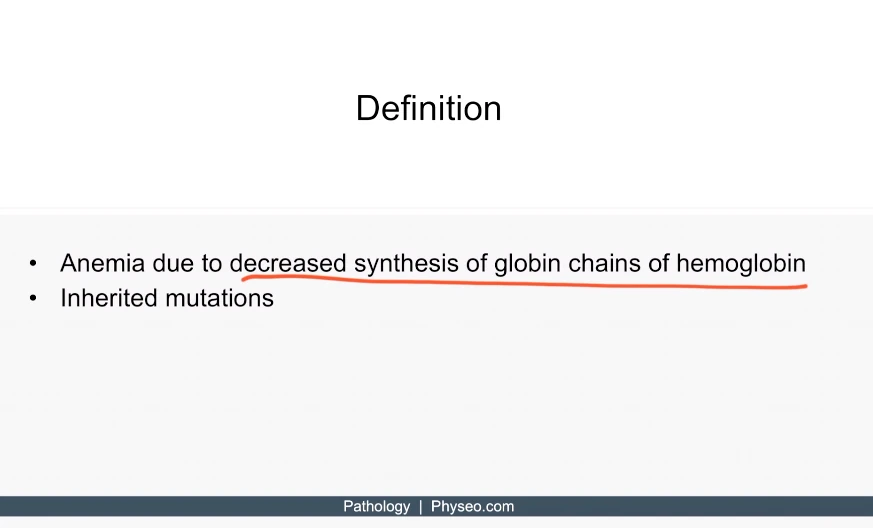 Definition
• Anemia due to decreased synthesis of globin chains of hemoglobin
• Inherited mutations
Pathology | Physeo.com